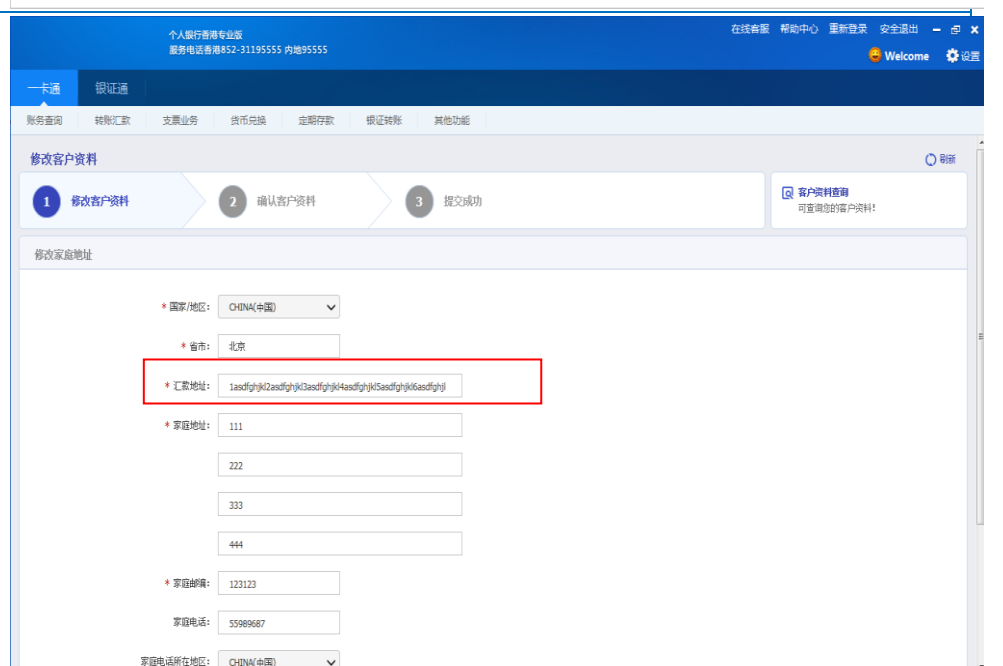 个人银行香港专业版
服务电话香港852-31195555 内地95555
在线客服 帮助中心 重新登录 安全退出
Welcome 设置
一卡通 银证通
账务查询 转账汇款 支票业务 货币兑换 定期存款 银证转账 其他功能
修改客户资料 刷新
1 修改客户资料 2 确认客户资料 3 提交成功
客户资料查询
可查询您的客户资料!
修改家庭地址
* 国家/地区: CHINA(中国)
* 省市: 北京
* 汇款地址: 1asdfghjkl2asdfghjkl3asdfghjkl4asdfghjkl5asdfghjkl6asdfghjl
* 家庭地址: 111
222
333
444
* 家庭邮编: 123123
家庭电话: 55989687
家庭电话所在地区: CHINA(中国)